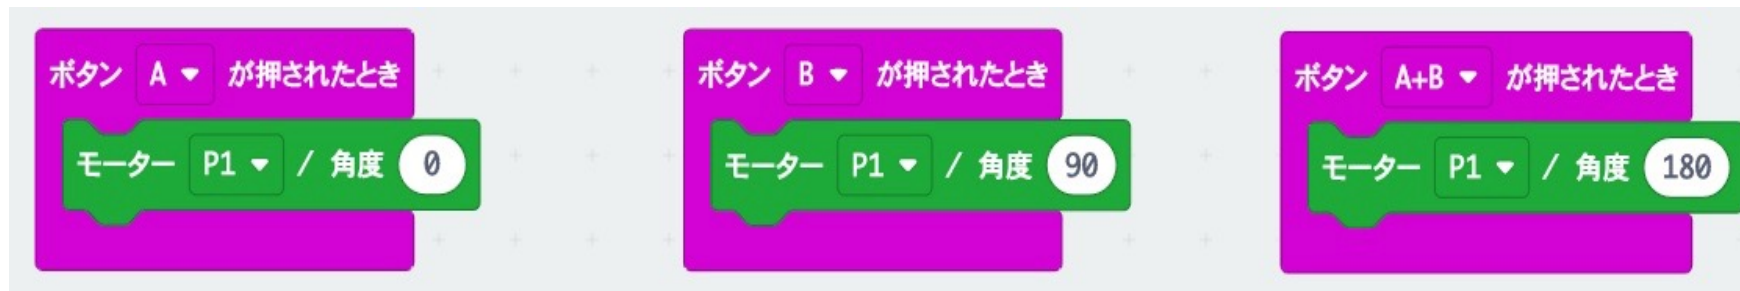 ボタン A が押されたとき
モーター P1 / 角度 0
ボタン B が押されたとき
モーター P1 / 角度 90
ボタン A+B が押されたとき
モーター P1 / 角度 180